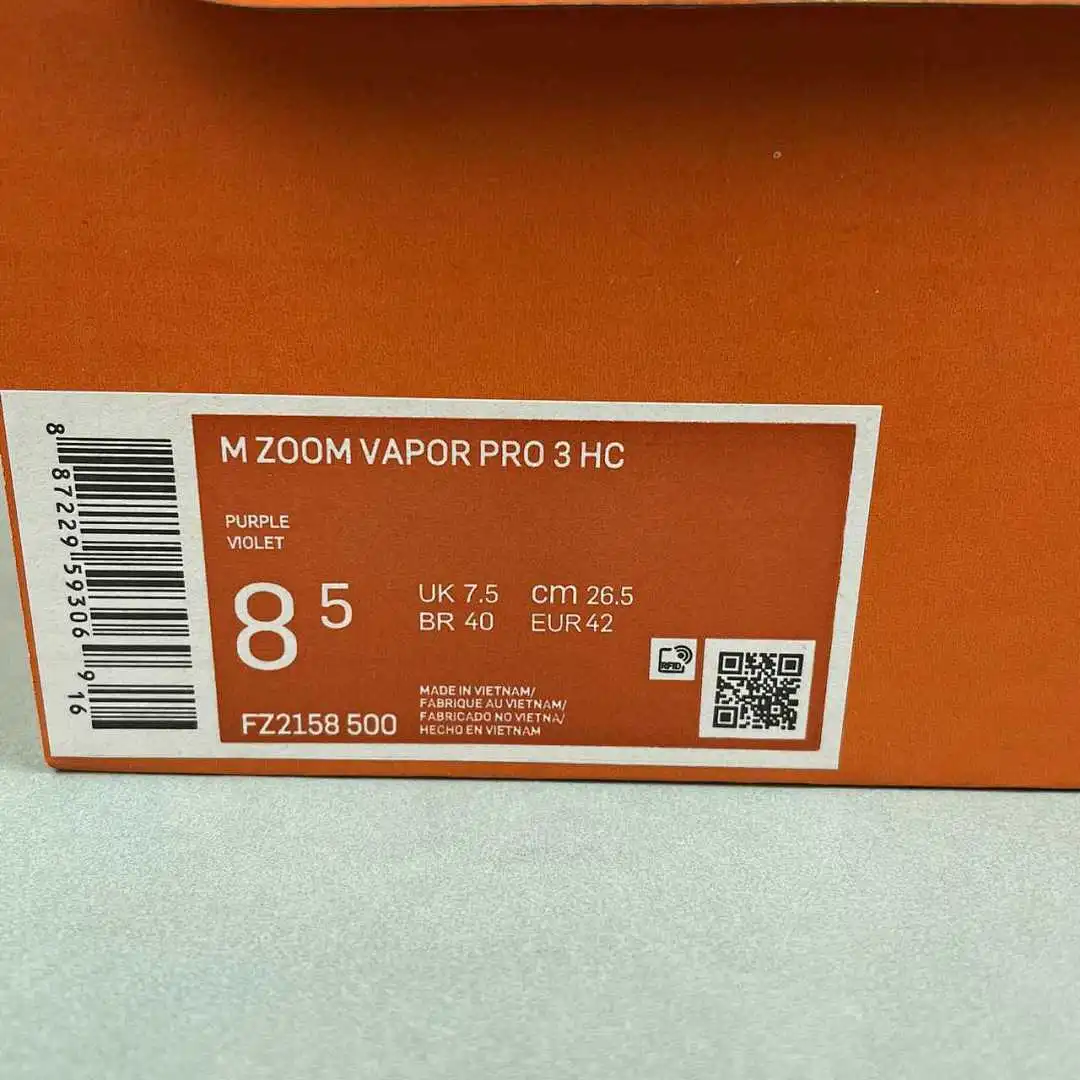 M ZOOM VAPOR PRO 3 HC
PURPLE
VIOLET
8 5
UK 7.5 cm 26.5
BR 40 EUR 42
RFID
MADE IN VIETNAM/
FABRIQUE AU VIETNAM/
FABRICADO NO VIETNA/
HECHO EN VIETNAM
FZ2158 500
8 87229 59306 9 16